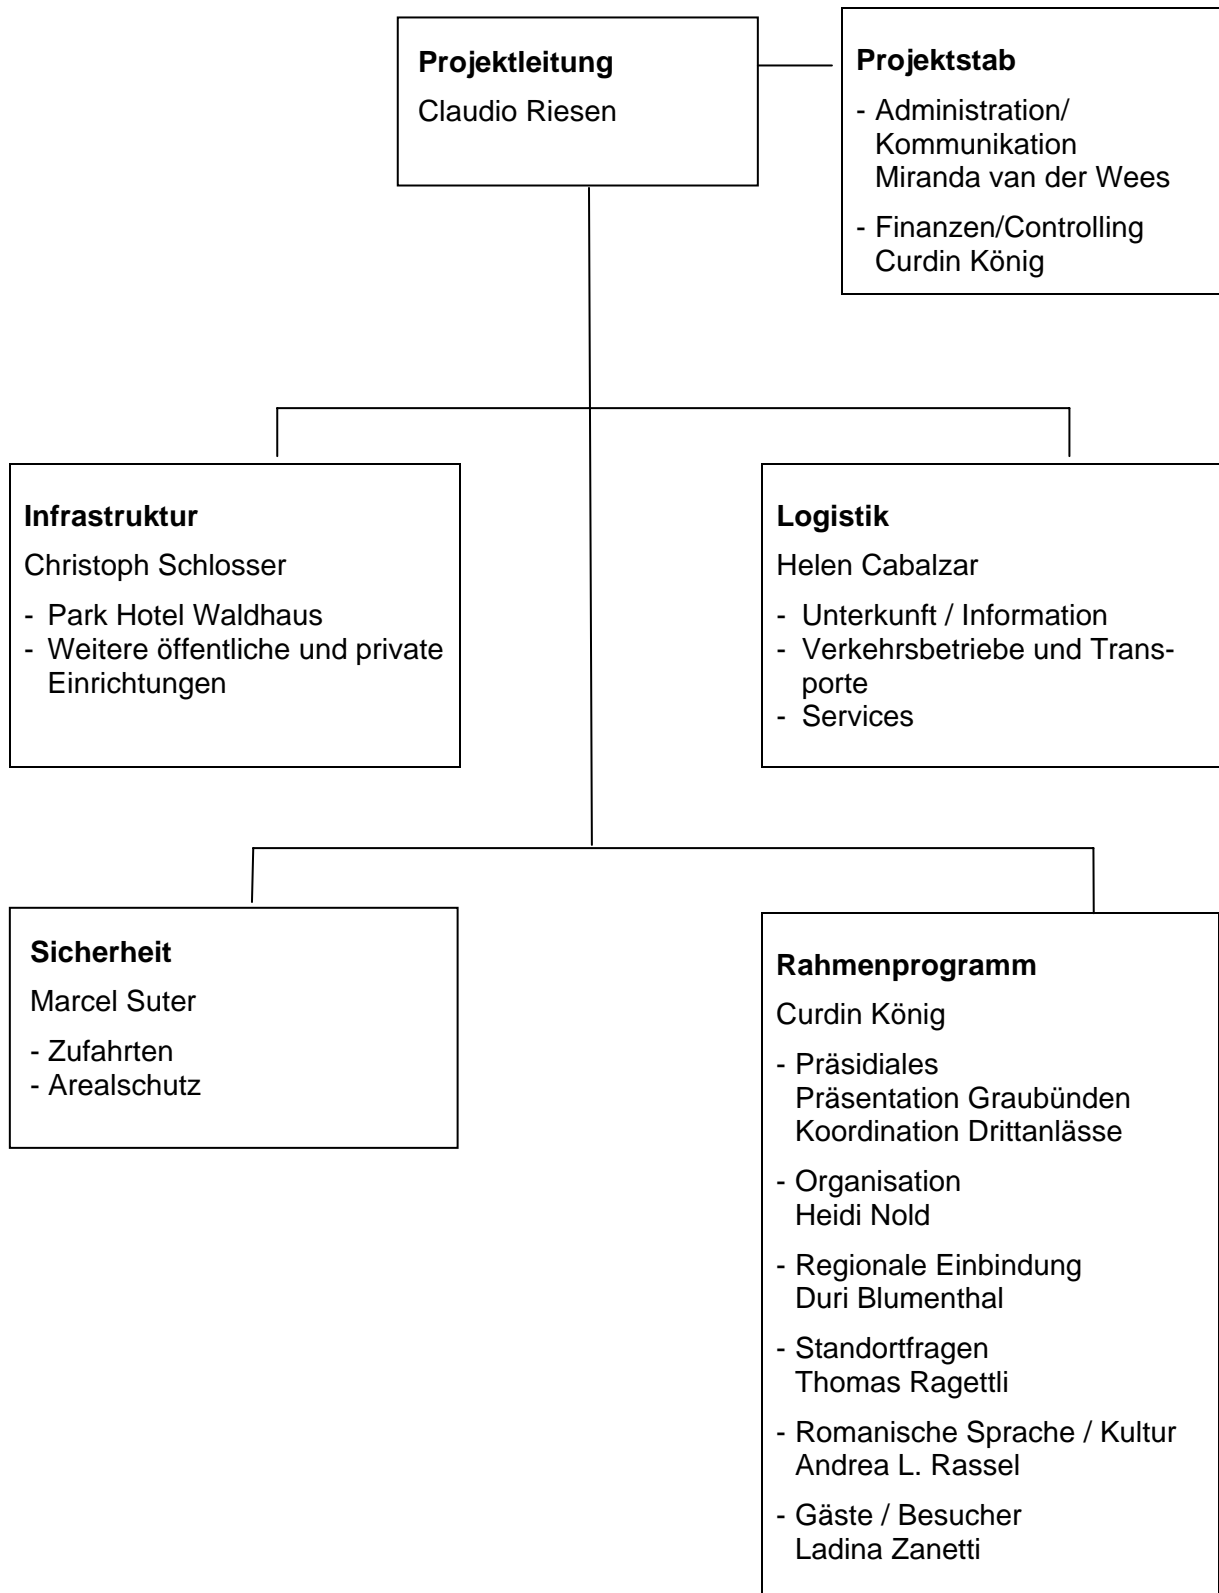 Projektleitung
Claudio Riesen
Projektstab
- Administration/
Kommunikation
Miranda van der Wees
- Finanzen/Controlling
Curdin König
Infrastruktur
Christoph Schlosser
- Park Hotel Waldhaus
- Weitere öffentliche und private
Einrichtungen
Logistik
Helen Cabalzar
- Unterkunft / Information
- Verkehrsbetriebe und Trans-
porte
- Services
Sicherheit
Marcel Suter
- Zufahrten
- Arealschutz
Rahmenprogramm
Curdin König
- Präsidiales
Präsentation Graubünden
Koordination Drittanlässe
- Organisation
Heidi Nold
- Regionale Einbindung
Duri Blumenthal
- Standortfragen
Thomas Ragettli
- Romanische Sprache / Kultur
Andrea L. Rassel
- Gäste / Besucher
Ladina Zanetti